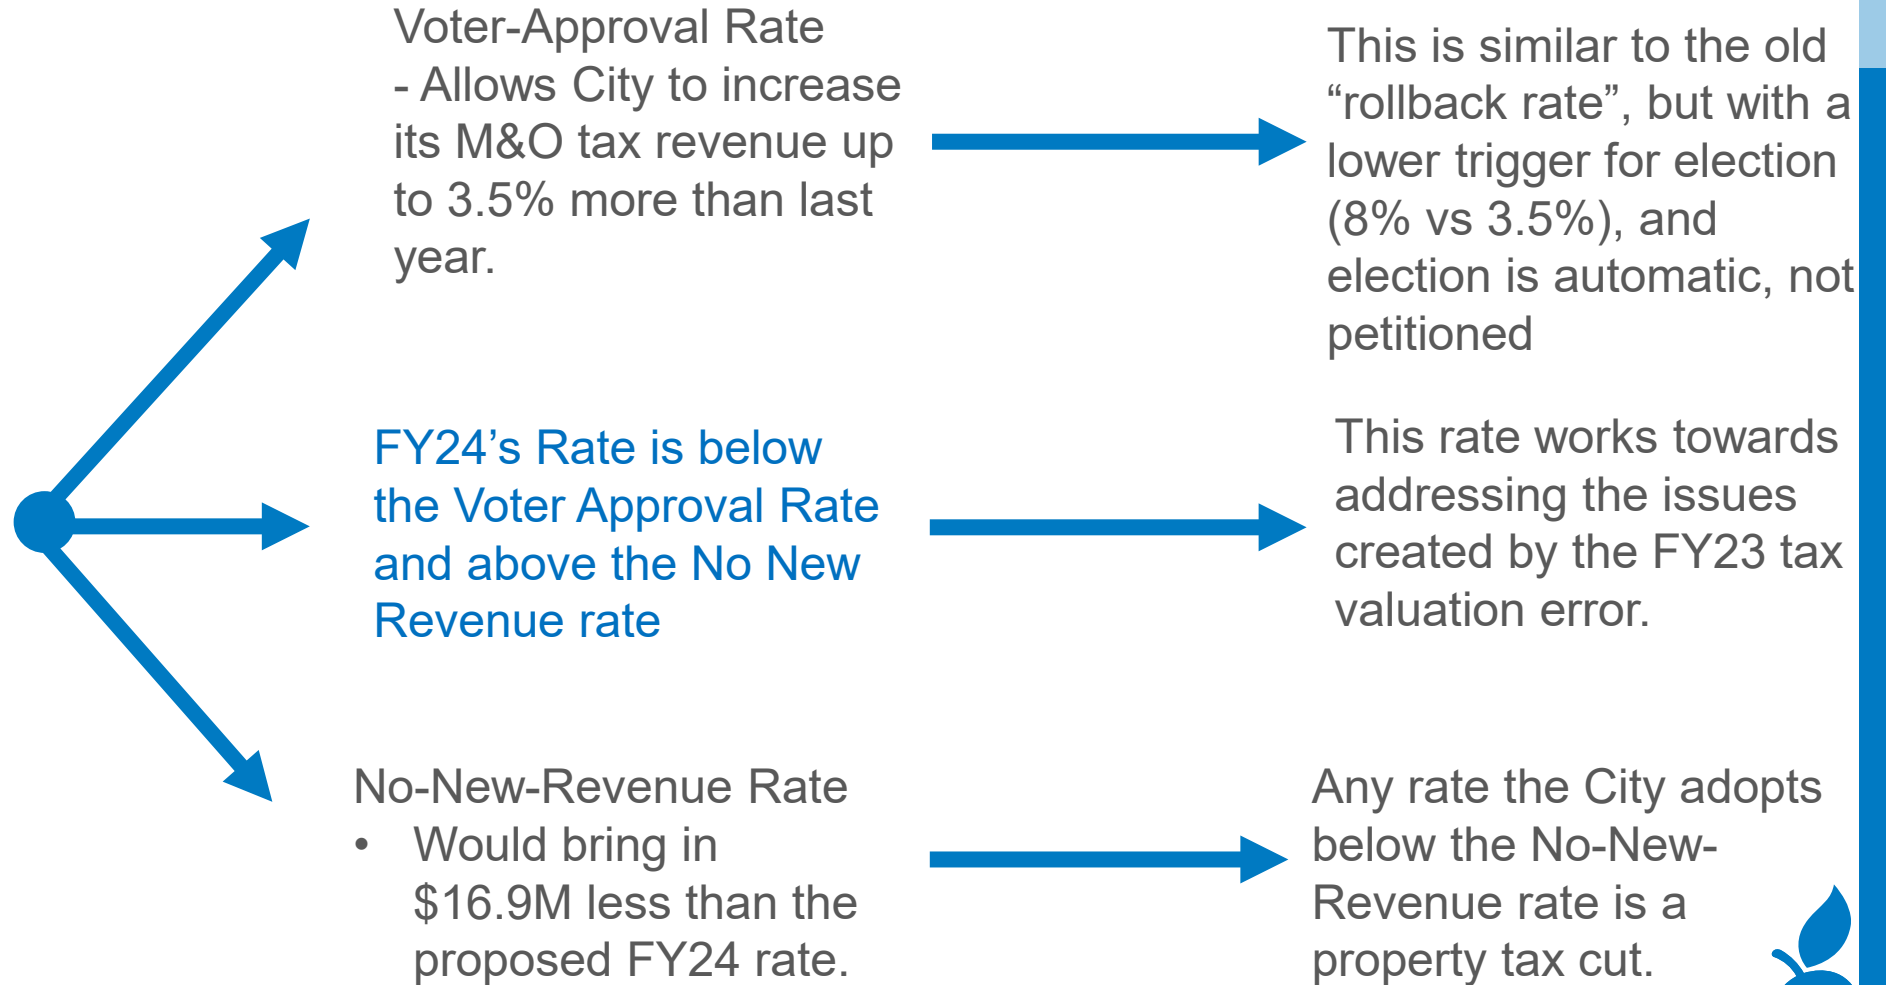 Voter-Approval Rate
- Allows City to increase
its M&O tax revenue up
to 3.5% more than last
year.
This is similar to the old
“rollback rate”, but with a
lower trigger for election
(8% vs 3.5%), and
election is automatic, not
petitioned
FY24’s Rate is below
the Voter Approval Rate
and above the No New
Revenue rate
This rate works towards
addressing the issues
created by the FY23 tax
valuation error.
No-New-Revenue Rate
• Would bring in
$16.9M less than the
proposed FY24 rate.
Any rate the City adopts
below the No-New-
Revenue rate is a
property tax cut.